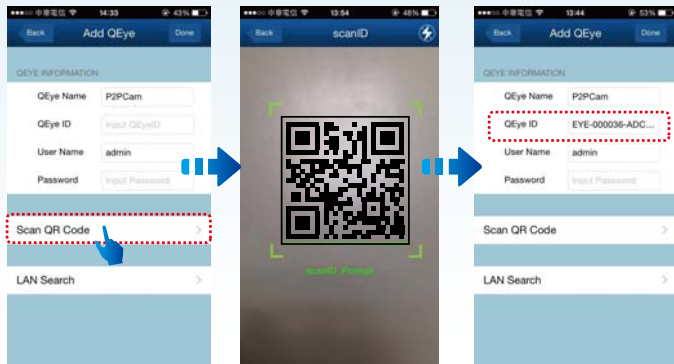 中華電信
14:33
43%
Back
Add QEye
Done
QEYE INFORMATION
QEye Name
P2PCam
QEye ID
Input QEyeID
User Name
admin
Password
Input Password
Scan QR Code
LAN Search
中華電信
13:54
48%
Back
scanID
scanID_Period
中華電信
13:44
53%
Back
Add QEye
Done
QEYE INFORMATION
QEye Name
P2PCam
QEye ID
EYE-000036-ADC...
User Name
admin
Password
Input Password
Scan QR Code
LAN Search